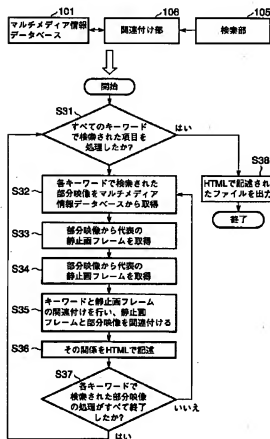 101
106
105
マルチメディア情報
データベース
関連付け部
検索部
開始
S31
すべてのキーワード
で検索された項目を
処理したか?
はい
S32
各キーワードで検索された
部分映像をマルチメディア
情報データベースから取得
S38
HTMLで記述され
たファイルを出力
終了
S33
部分映像から代表の
静止画フレームを取得
S34
部分映像から代表の
静止画フレームを取得
S35
キーワードと静止画フレーム
の関連付けを行い、静止画
フレームと部分映像を関連付ける
S36
その関係をHTMLで記述
S37
各キーワードで
検索された部分映像
の処理がすべて終了
したか?
いいえ
はい